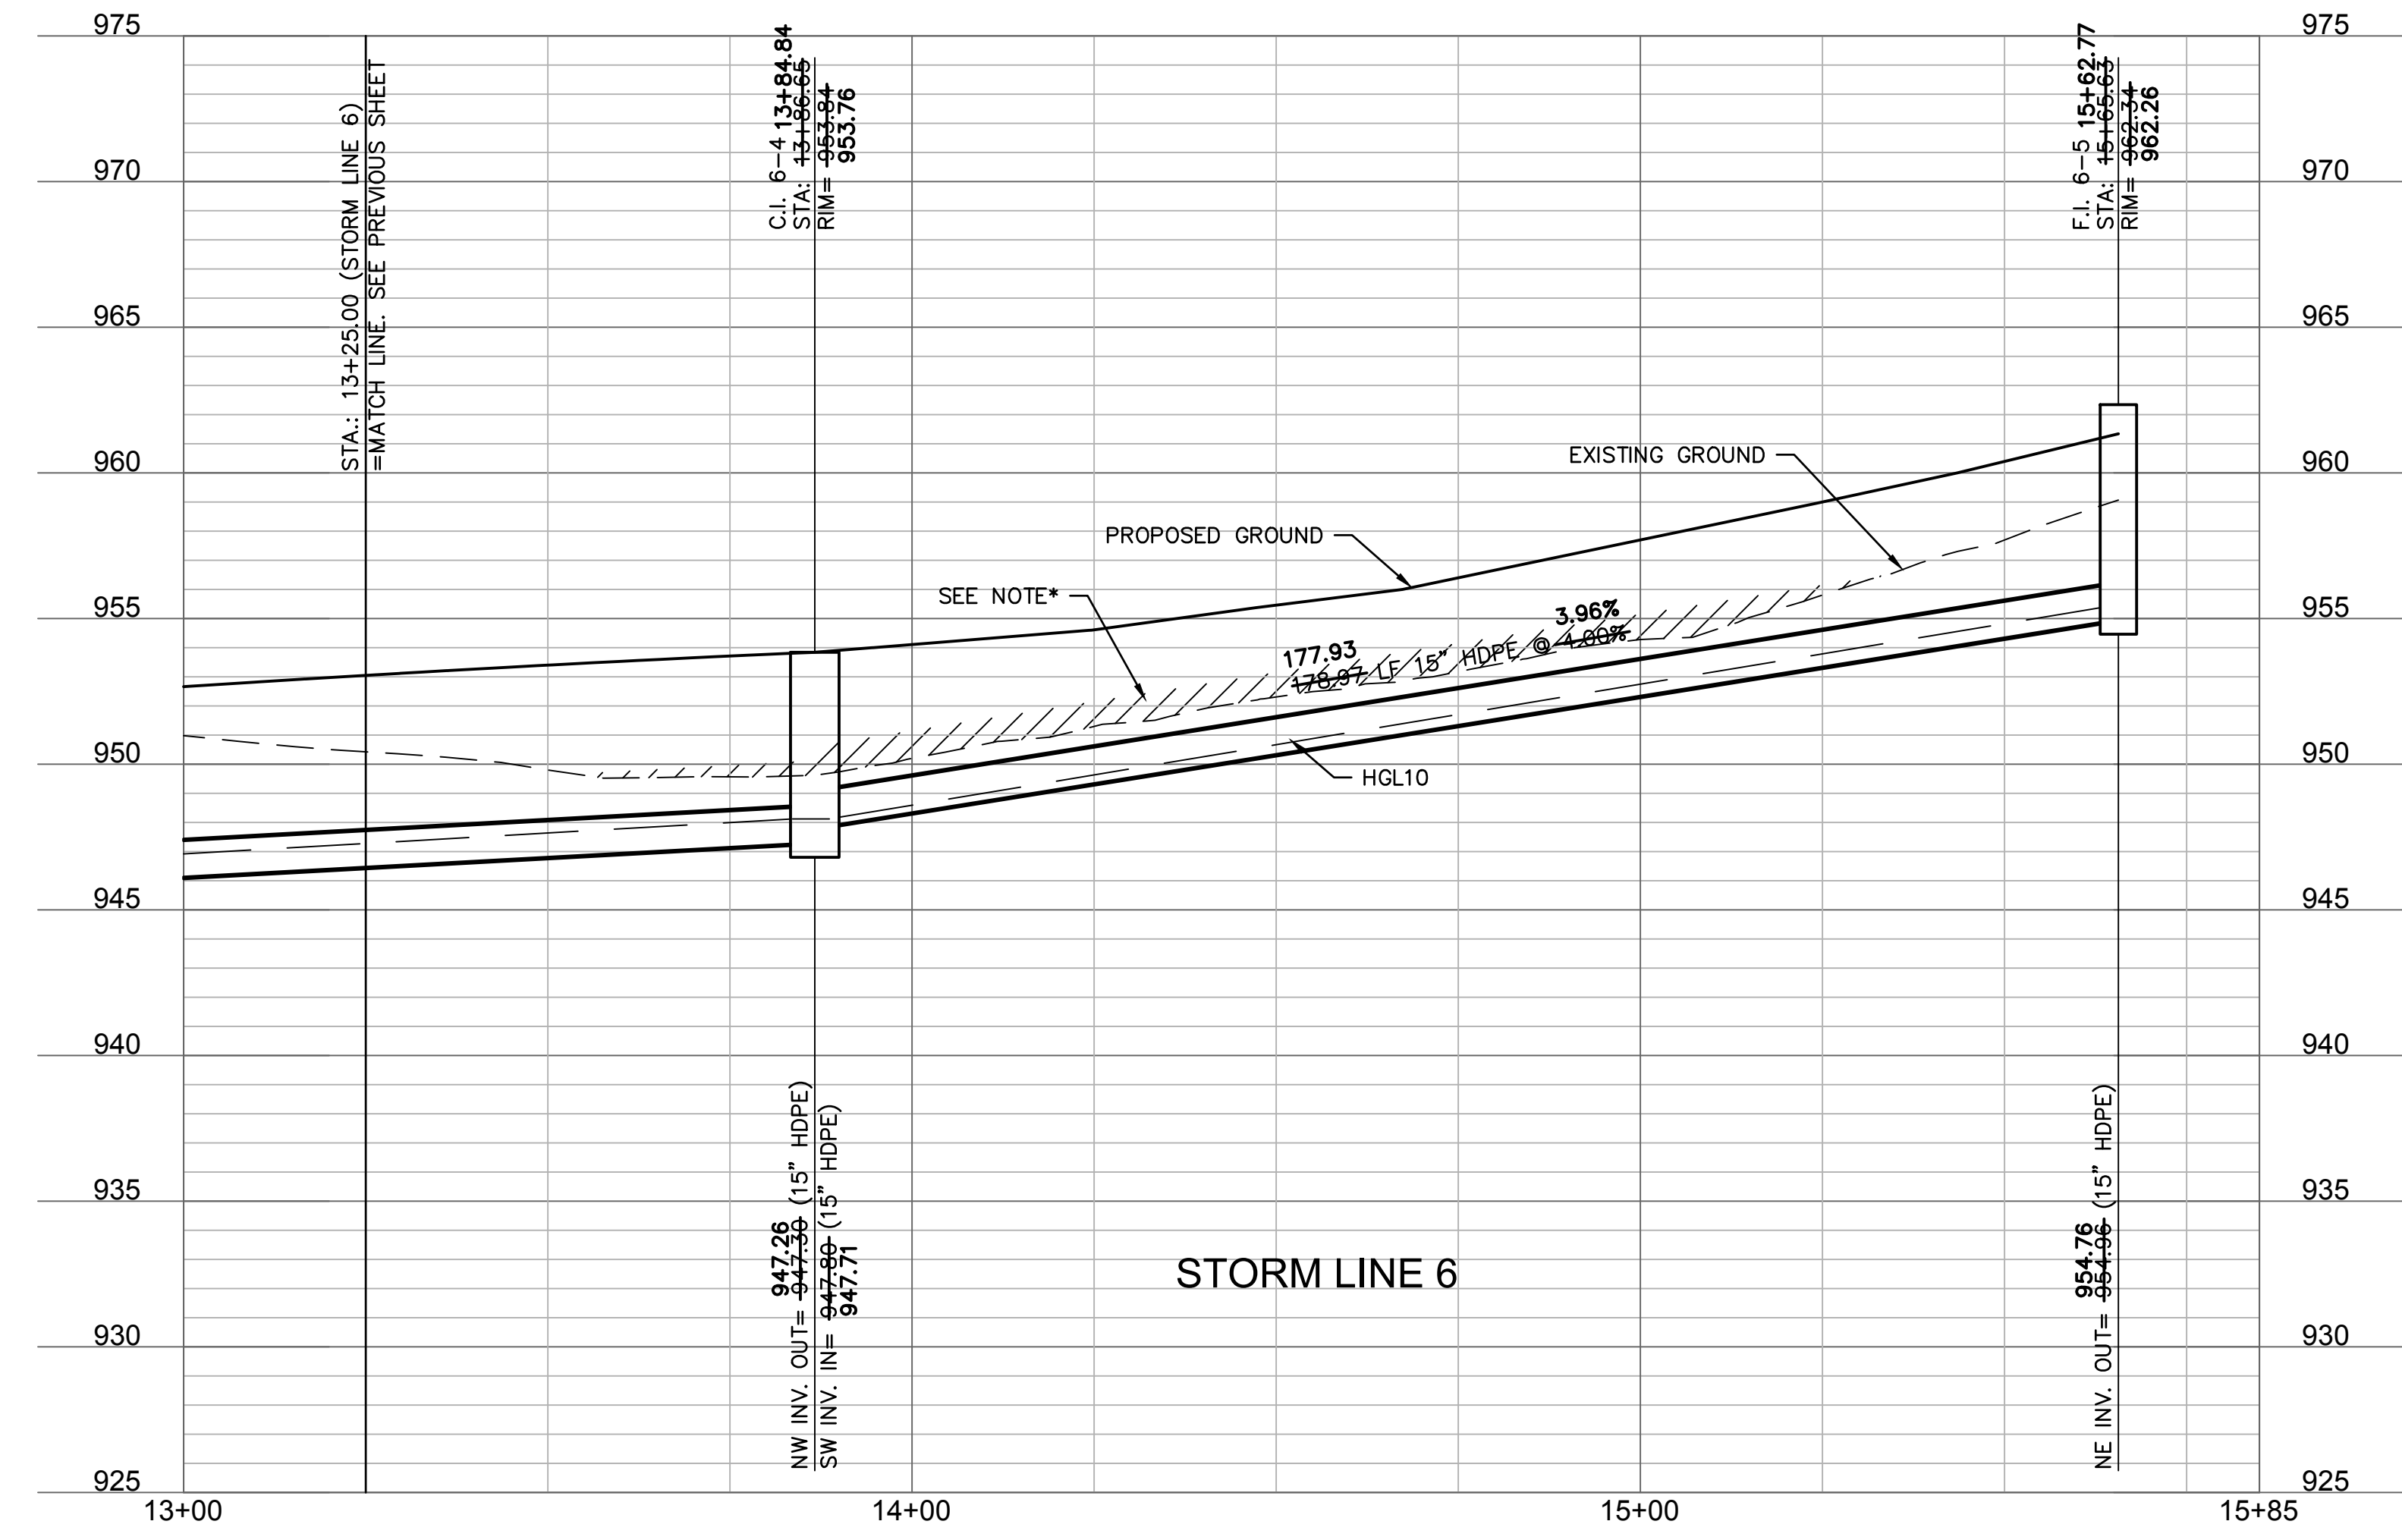 975
970
965
960
955
950
945
940
935
930
925
STA.: 13+25.00 (STORM LINE 6)
=MATCH LINE. SEE PREVIOUS SHEET
C.I. 6-4 13+84.84
STA: 13+86.65
RIM= 953.84
953.76
F.I. 6-5 15+62.77
STA: 15+65.63
RIM= 962.34
962.26
EXISTING GROUND
PROPOSED GROUND
SEE NOTE*
177.93
3.96%
178.97 LF 15" HDPE @ 4.00%
HGL10
947.26
NW INV. OUT= 947.30 (15" HDPE)
SW INV. IN= 947.80 (15" HDPE)
947.71
STORM LINE 6
954.76
NE INV. OUT= 954.96 (15" HDPE)
975
970
965
960
955
950
945
940
935
930
925
13+00
14+00
15+00
15+85